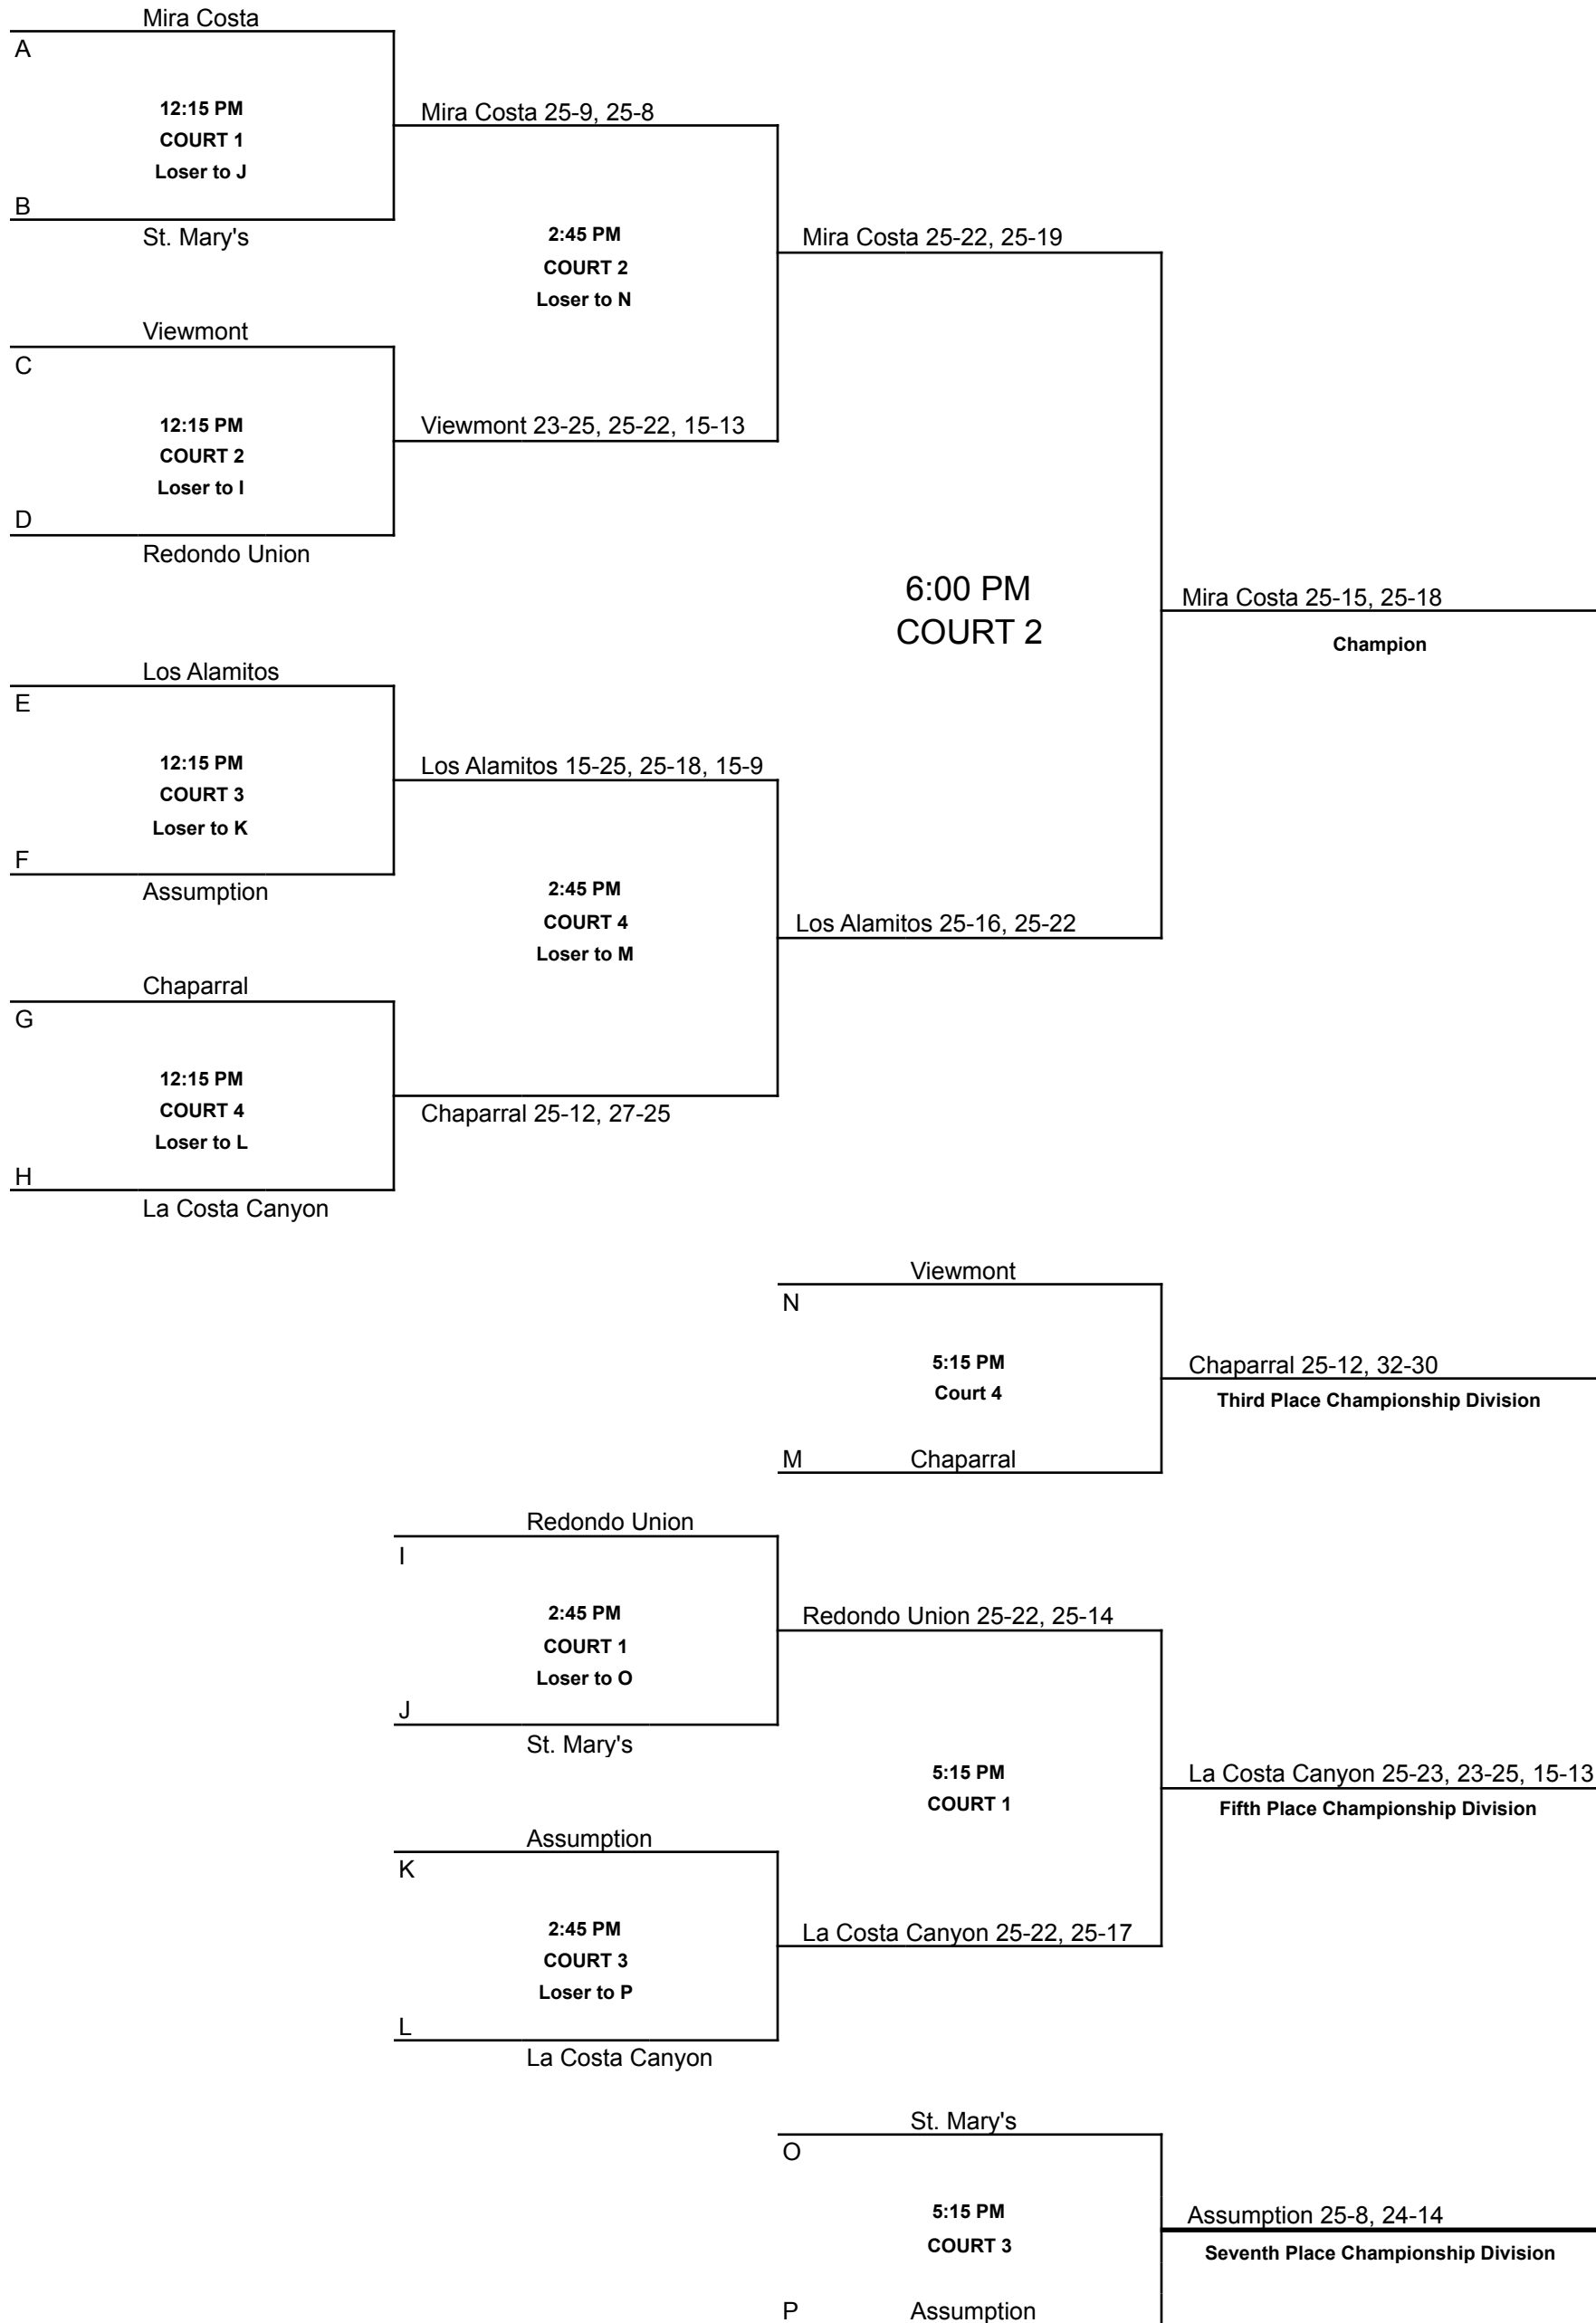 Mira Costa
A
12:15 PM
COURT 1
Loser to J
Mira Costa 25-9, 25-8
B
St. Mary's
2:45 PM
COURT 2
Loser to N
Mira Costa 25-22, 25-19
Viewmont
C
12:15 PM
COURT 2
Loser to I
Viewmont 23-25, 25-22, 15-13
D
Redondo Union
6:00 PM
COURT 2
Mira Costa 25-15, 25-18
Champion
Los Alamitos
E
12:15 PM
COURT 3
Loser to K
Los Alamitos 15-25, 25-18, 15-9
F
Assumption
2:45 PM
COURT 4
Loser to M
Los Alamitos 25-16, 25-22
Chaparral
G
12:15 PM
COURT 4
Loser to L
Chaparral 25-12, 27-25
H
La Costa Canyon
Viewmont
N
5:15 PM
Court 4
Chaparral 25-12, 32-30
Third Place Championship Division
M
Chaparral
Redondo Union
I
2:45 PM
COURT 1
Loser to O
Redondo Union 25-22, 25-14
J
St. Mary's
5:15 PM
COURT 1
La Costa Canyon 25-23, 23-25, 15-13
Fifth Place Championship Division
Assumption
K
2:45 PM
COURT 3
Loser to P
La Costa Canyon 25-22, 25-17
L
La Costa Canyon
St. Mary's
O
5:15 PM
COURT 3
Assumption 25-8, 24-14
Seventh Place Championship Division
P
Assumption